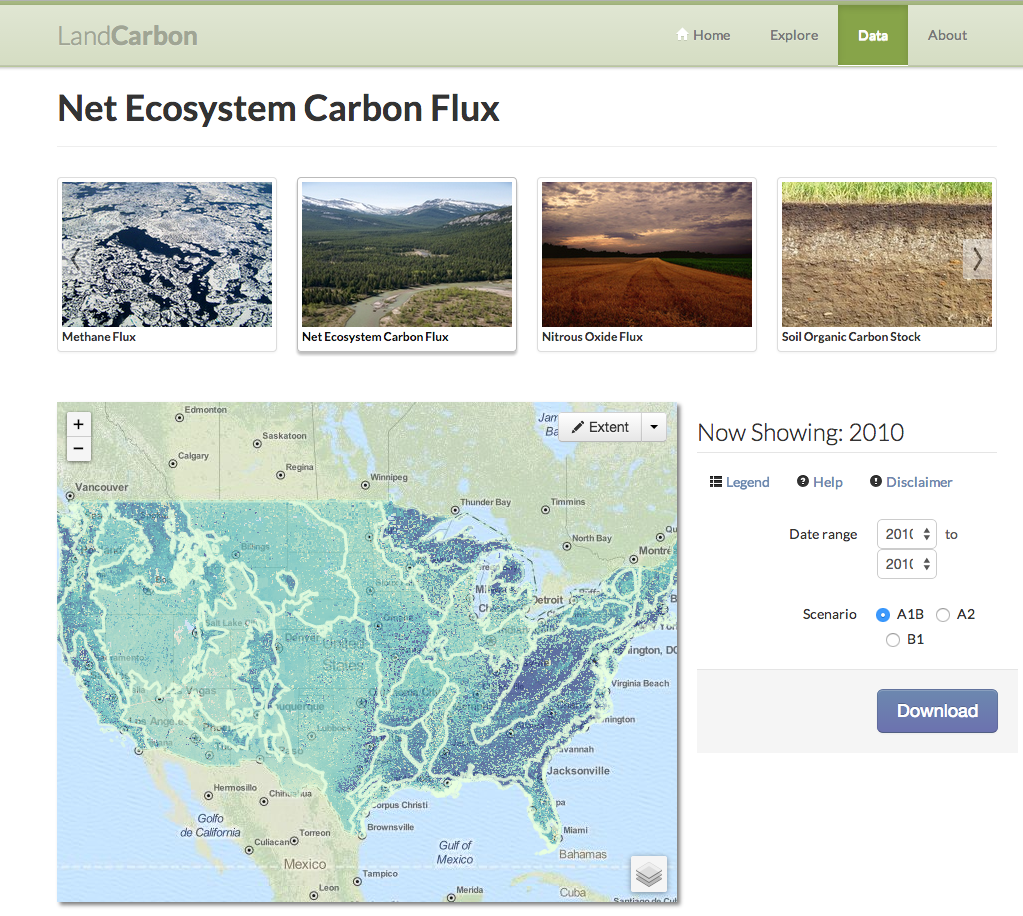 LandCarbon
Home Explore Data About
Net Ecosystem Carbon Flux
Methane Flux
Net Ecosystem Carbon Flux
Nitrous Oxide Flux
Soil Organic Carbon Stock
+
−
Extent
Edmonton
Saskatoon
Calgary
Regina
Winnipeg
Vancouver
Thunder Bay
Timmins
North Bay
Montré
Detroit
Salt Lake
Denver
United
States
Vegas
Virginia Beach
Jacksonville
Hermosillo
Golfo
de California
Corpus Christi
Brownsville
Miami
Culiacan
Torreon
Gulf of
Mexico
Bahamas
Mexico
Tampico
Leon
Merida
Cuba
Now Showing: 2010
Legend Help Disclaimer
Date range 2010 to
2010
Scenario A1B A2
B1
Download